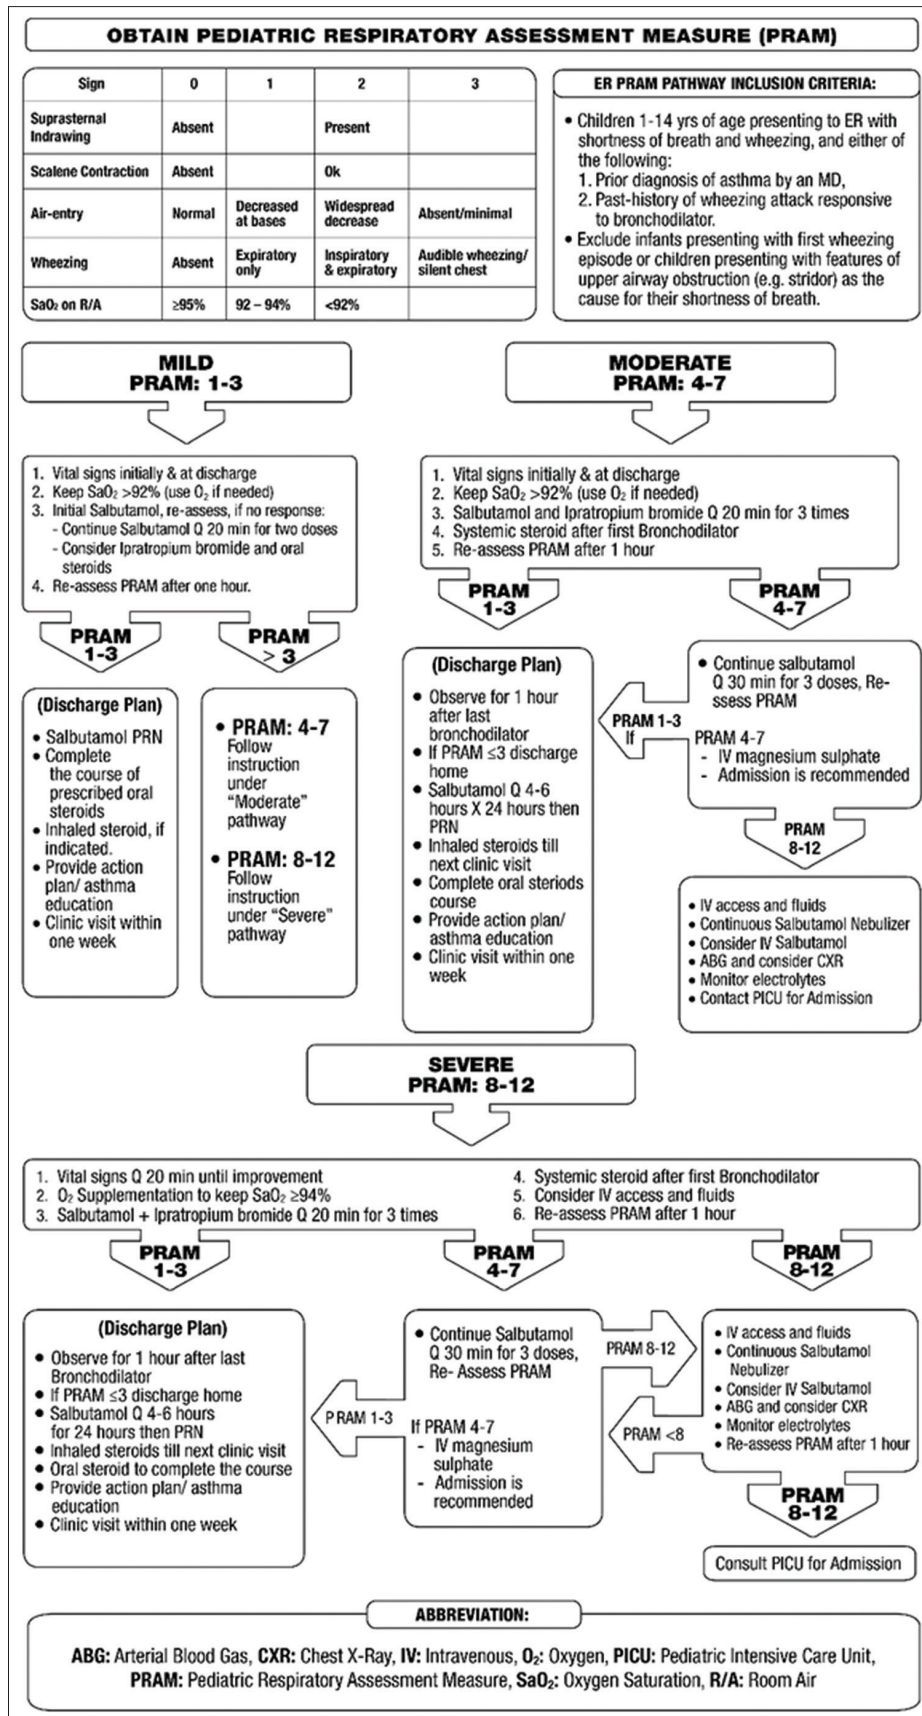 OBTAIN PEDIATRIC RESPIRATORY ASSESSMENT MEASURE (PRAM)
Sign 0 1 2 3
Suprasternal Indrawing Absent Present
Scalene Contraction Absent Ok
Air-entry Normal Decreased at bases Widespread decrease Absent/minimal
Wheezing Absent Expiratory only Inspiratory & expiratory Audible wheezing/ silent chest
SaO₂ on R/A ≥95% 92 – 94% <92%
ER PRAM PATHWAY INCLUSION CRITERIA:
• Children 1-14 yrs of age presenting to ER with
shortness of breath and wheezing, and either of
the following:
1. Prior diagnosis of asthma by an MD,
2. Past-history of wheezing attack responsive
to bronchodilator.
• Exclude infants presenting with first wheezing
episode or children presenting with features of
upper airway obstruction (e.g. stridor) as the
cause for their shortness of breath.
MILD
PRAM: 1-3
1. Vital signs initially & at discharge
2. Keep SaO₂ >92% (use O₂ if needed)
3. Initial Salbutamol, re-assess, if no response:
- Continue Salbutamol Q 20 min for two doses
- Consider Ipratropium bromide and oral
steroids
4. Re-assess PRAM after one hour.
PRAM
1-3
PRAM
> 3
(Discharge Plan)
• Salbutamol PRN
• Complete
the course of
prescribed oral
steroids
• Inhaled steroid, if
indicated.
• Provide action
plan/ asthma
education
• Clinic visit within
one week
• PRAM: 4-7
Follow
instruction
under
“Moderate”
pathway
• PRAM: 8-12
Follow
instruction
under “Severe”
pathway
MODERATE
PRAM: 4-7
1. Vital signs initially & at discharge
2. Keep SaO₂ >92% (use O₂ if needed)
3. Salbutamol and Ipratropium bromide Q 20 min for 3 times
4. Systemic steroid after first Bronchodilator
5. Re-assess PRAM after 1 hour
PRAM
1-3
PRAM
4-7
(Discharge Plan)
• Observe for 1 hour
after last
bronchodilator
• If PRAM ≤3 discharge
home
• Salbutamol Q 4-6
hours X 24 hours then
PRN
• Inhaled steroids till
next clinic visit
• Complete oral steriods
course
• Provide action plan/
asthma education
• Clinic visit within one
week
• Continue salbutamol
Q 30 min for 3 doses, Re-
ssess PRAM
PRAM 1-3
If
PRAM 4-7
- IV magnesium sulphate
- Admission is recommended
PRAM
8-12
• IV access and fluids
• Continuous Salbutamol Nebulizer
• Consider IV Salbutamol
• ABG and consider CXR
• Monitor electrolytes
• Contact PICU for Admission
SEVERE
PRAM: 8-12
1. Vital signs Q 20 min until improvement
2. O₂ Supplementation to keep SaO₂ ≥94%
3. Salbutamol + Ipratropium bromide Q 20 min for 3 times
4. Systemic steroid after first Bronchodilator
5. Consider IV access and fluids
6. Re-assess PRAM after 1 hour
PRAM
1-3
PRAM
4-7
PRAM
8-12
(Discharge Plan)
• Observe for 1 hour after last
Bronchodilator
• If PRAM ≤3 discharge home
• Salbutamol Q 4-6 hours
for 24 hours then PRN
• Inhaled steroids till next clinic visit
• Oral steroid to complete the course
• Provide action plan/ asthma
education
• Clinic visit within one week
PRAM 1-3
• Continue Salbutamol
Q 30 min for 3 doses,
Re- Assess PRAM
If PRAM 4-7
- IV magnesium
sulphate
- Admission is
recommended
PRAM 8-12
PRAM <8
• IV access and fluids
• Continuous Salbutamol
Nebulizer
• Consider IV Salbutamol
• ABG and consider CXR
• Monitor electrolytes
• Re-assess PRAM after 1 hour
PRAM
8-12
Consult PICU for Admission
ABBREVIATION:
ABG: Arterial Blood Gas, CXR: Chest X-Ray, IV: Intravenous, O₂: Oxygen, PICU: Pediatric Intensive Care Unit,
PRAM: Pediatric Respiratory Assessment Measure, SaO₂: Oxygen Saturation, R/A: Room Air